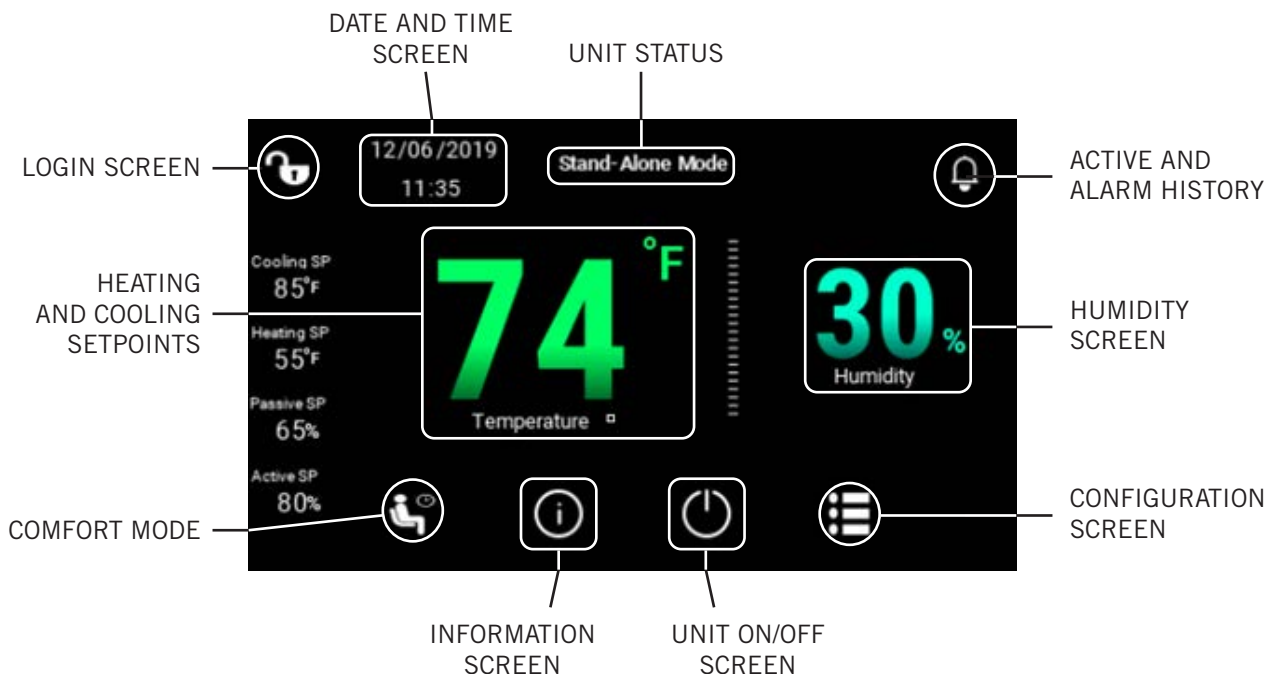 DATE AND TIME
SCREEN
UNIT STATUS
LOGIN SCREEN
12/06/2019
11:35
Stand-Alone Mode
ACTIVE AND
ALARM HISTORY
HEATING
AND COOLING
SETPOINTS
Cooling SP
85°F
Heating SP
55°F
Passive SP
65%
Active SP
80%
74°F
Temperature
30%
Humidity
HUMIDITY
SCREEN
COMFORT MODE
i
CONFIGURATION
SCREEN
INFORMATION
SCREEN
UNIT ON/OFF
SCREEN